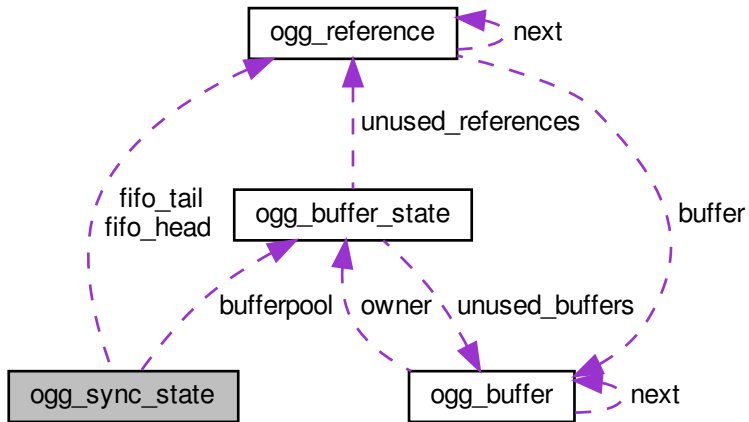 ogg_reference
next
unused_references
fifo_tail
fifo_head
ogg_buffer_state
buffer
bufferpool
owner
unused_buffers
ogg_sync_state
ogg_buffer
next